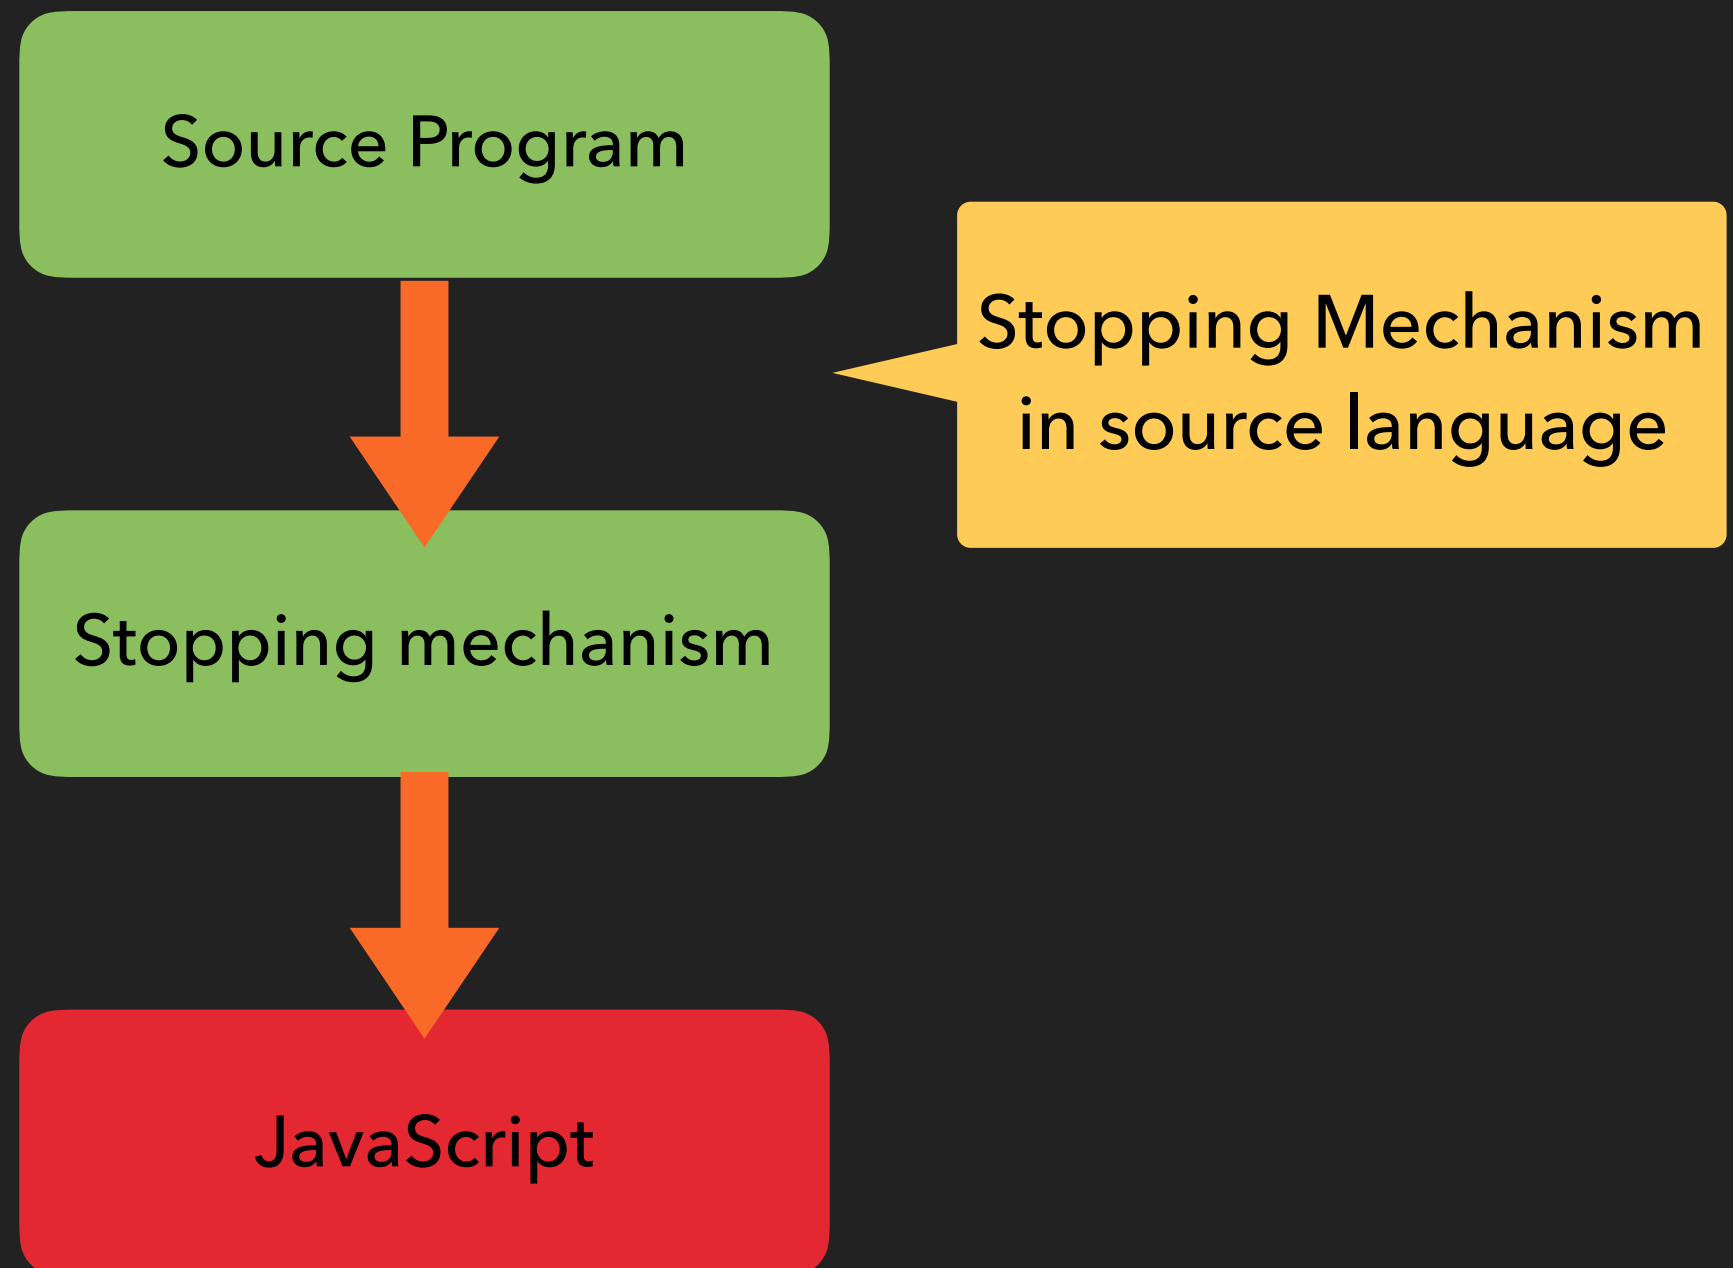 Source Program
Stopping Mechanism
in source language
Stopping mechanism
JavaScript